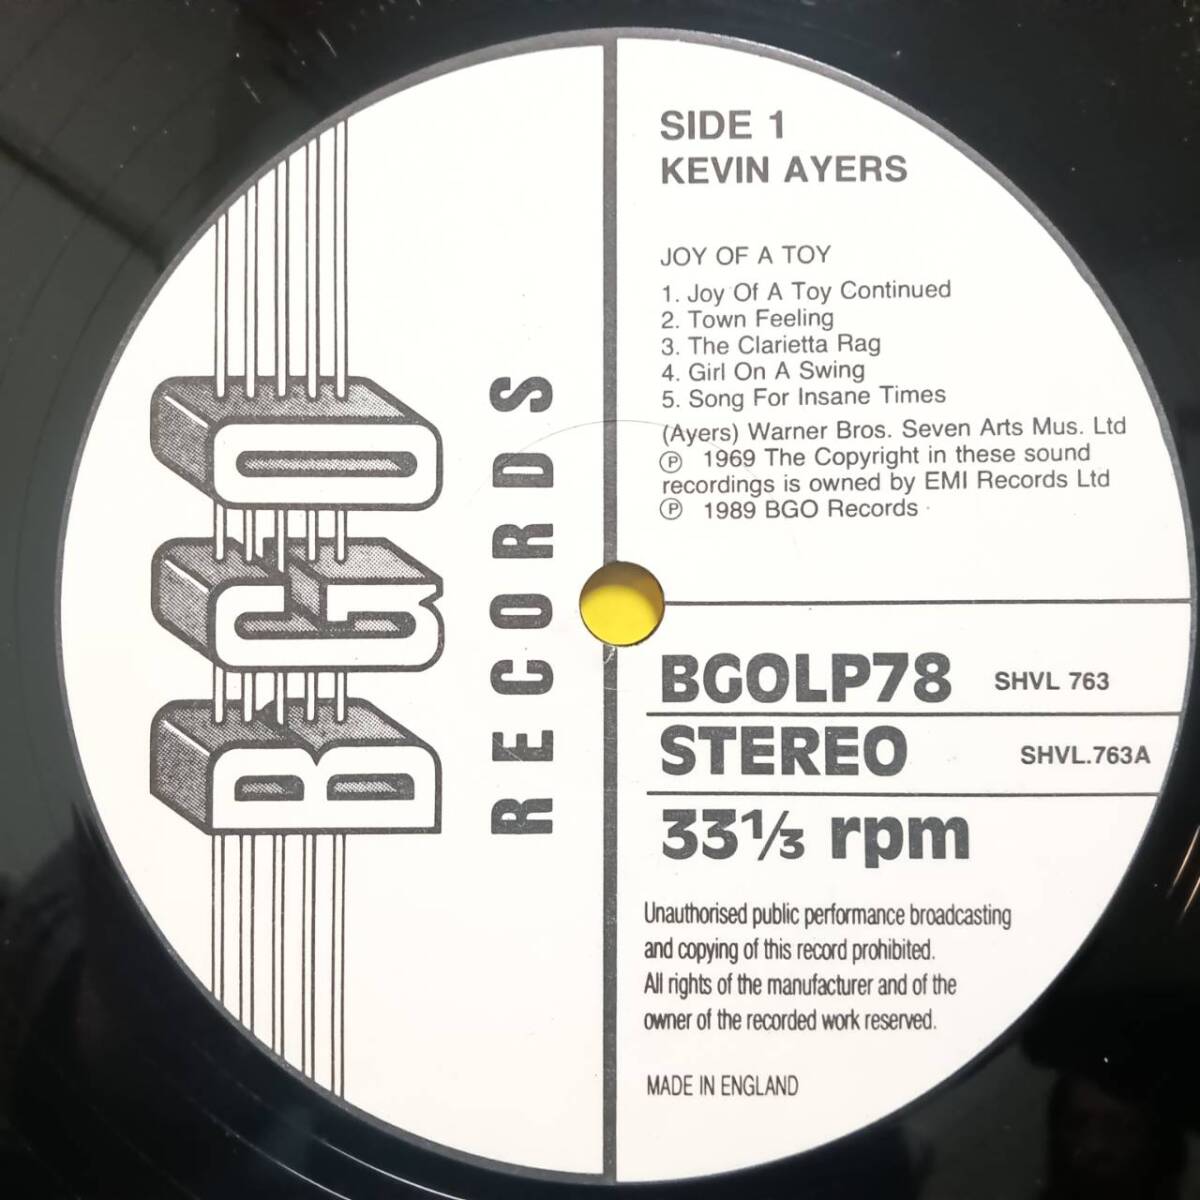 BGO
RECORDS
SIDE 1
KEVIN AYERS
JOY OF A TOY
1. Joy Of A Toy Continued
2. Town Feeling
3. The Clarietta Rag
4. Girl On A Swing
5. Song For Insane Times
(Ayers) Warner Bros. Seven Arts Mus. Ltd
Ⓟ 1969 The Copyright in these sound
recordings is owned by EMI Records Ltd
Ⓟ 1989 BGO Records
BGOLP78 SHVL 763
STEREO SHVL.763A
33⅓ rpm
Unauthorised public performance broadcasting
and copying of this record prohibited.
All rights of the manufacturer and of the
owner of the recorded work reserved.
MADE IN ENGLAND